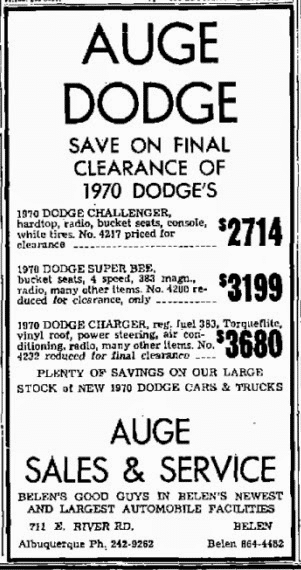 AUGE
DODGE
SAVE ON FINAL
CLEARANCE OF
1970 DODGE'S
1970 DODGE CHALLENGER,
hardtop, radio, bucket seats, console,
white tires. No. 4217 priced for
clearance $2714
1970 DODGE SUPER BEE,
bucket seats, 4 speed, 383 magn.,
radio, many other items. No. 4280 re-
duced for clearance, only $3199
1970 DODGE CHARGER, reg. fuel 383, Torqueflite,
vinyl roof, power steering, air con-
ditioning, radio, many other items. No.
4232 reduced for final clearance $3680
PLENTY OF SAVINGS ON OUR LARGE
STOCK of NEW 1970 DODGE CARS & TRUCKS
AUGE
SALES & SERVICE
BELEN'S GOOD GUYS IN BELEN'S NEWEST
AND LARGEST AUTOMOBILE FACILITIES
711 E. RIVER RD. BELEN
Albuquerque Ph. 242-9262 Belen 864-4482